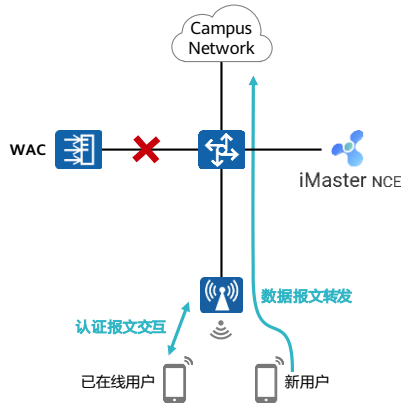 Campus
Network
WAC
iMaster NCE
数据报文转发
认证报文交互
已在线用户
新用户